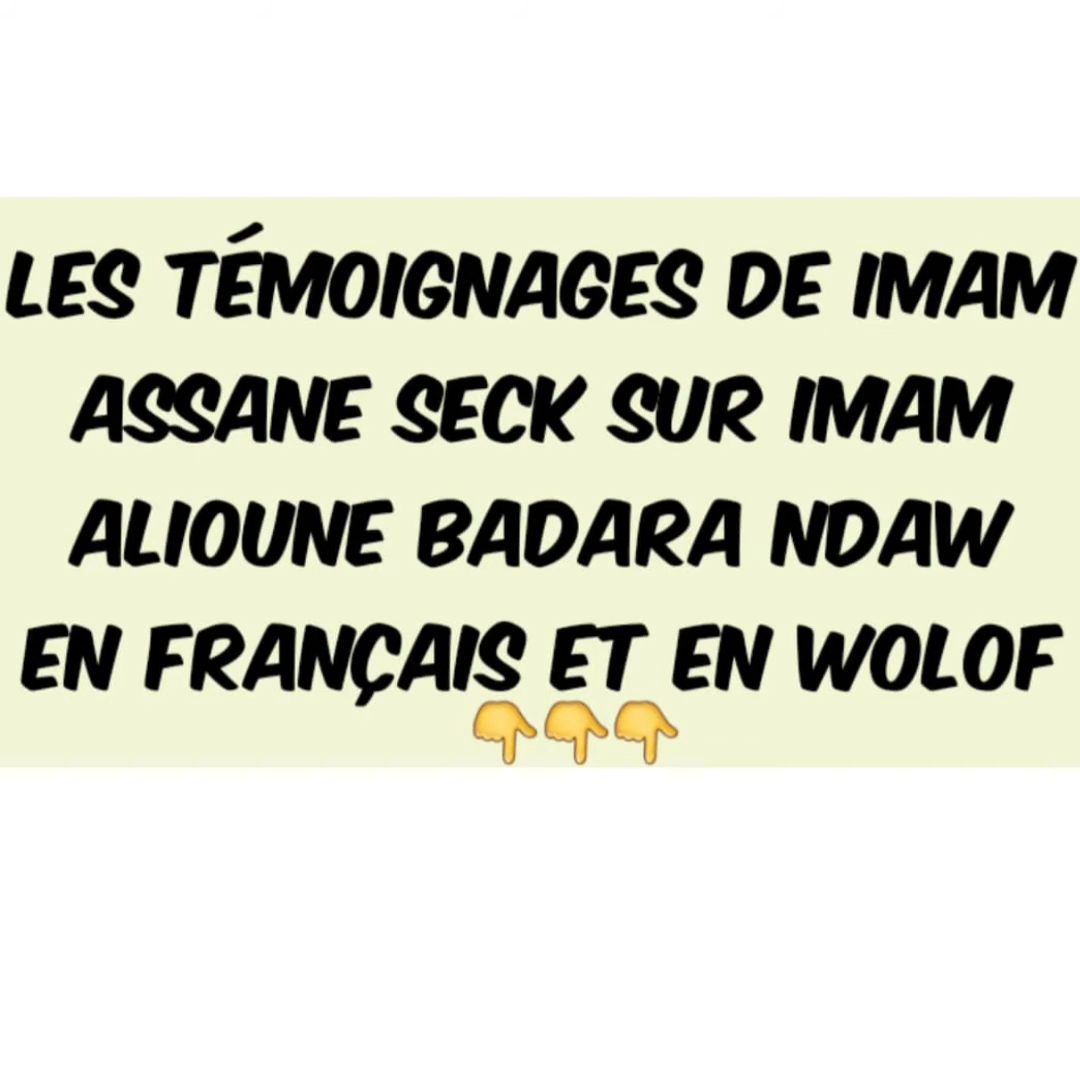 LES TÉMOIGNAGES DE IMAM
ASSANE SECK SUR IMAM
ALIOUNE BADARA NDAW
EN FRANÇAIS ET EN WOLOF
👇👇👇